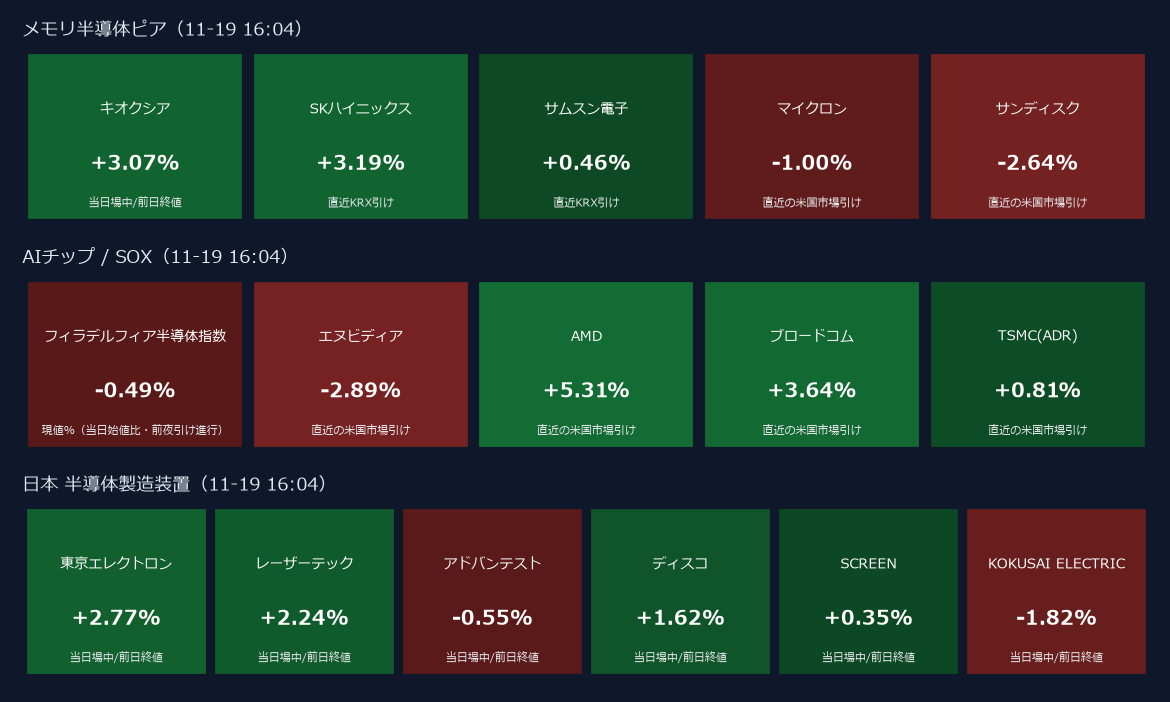 メモリ半導体ピア（11-19 16:04）
キオクシア
+3.07%
当日場中/前日終値
SKハイニックス
+3.19%
直近KRX引け
サムスン電子
+0.46%
直近KRX引け
マイクロン
-1.00%
直近の米国市場引け
サンディスク
-2.64%
直近の米国市場引け
AIチップ / SOX（11-19 16:04）
フィラデルフィア半導体指数
-0.49%
現値%（当日始値比・前夜引け進行）
エヌビディア
-2.89%
直近の米国市場引け
AMD
+5.31%
直近の米国市場引け
ブロードコム
+3.64%
直近の米国市場引け
TSMC(ADR)
+0.81%
直近の米国市場引け
日本 半導体製造装置（11-19 16:04）
東京エレクトロン
+2.77%
当日場中/前日終値
レーザーテック
+2.24%
当日場中/前日終値
アドバンテスト
-0.55%
当日場中/前日終値
ディスコ
+1.62%
当日場中/前日終値
SCREEN
+0.35%
当日場中/前日終値
KOKUSAI ELECTRIC
-1.82%
当日場中/前日終値